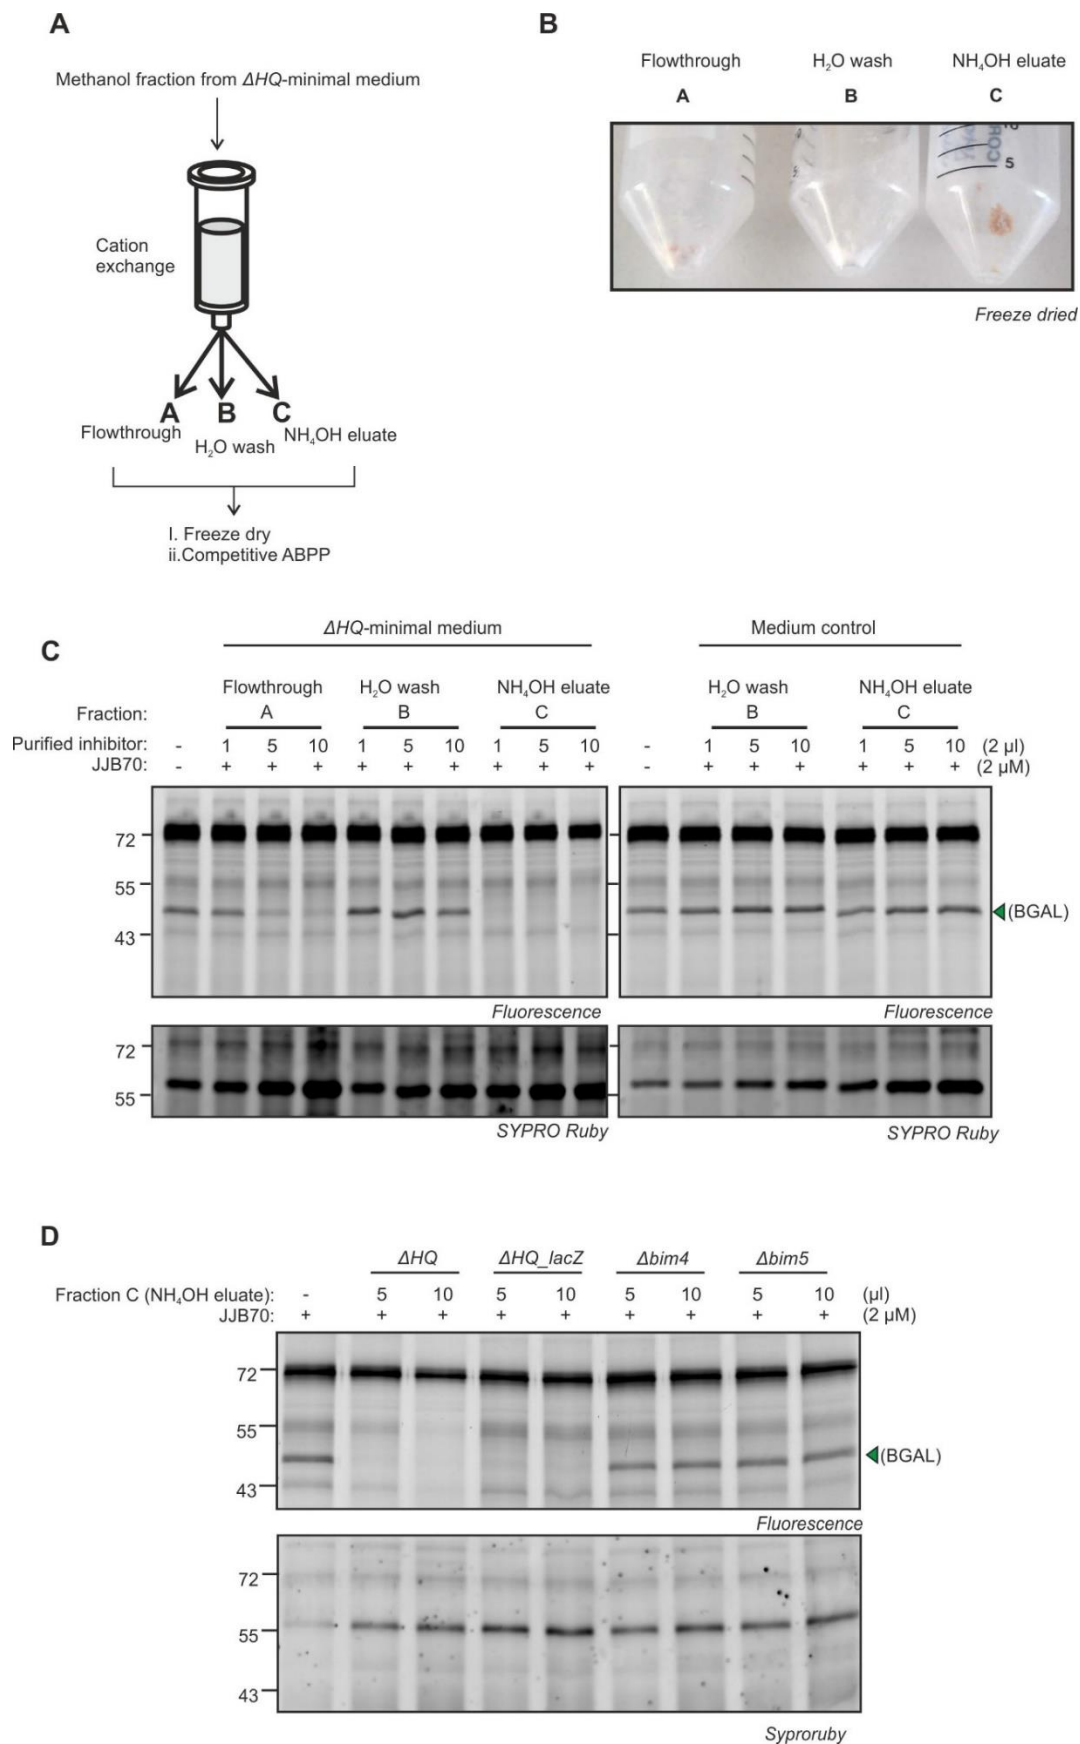 A
Methanol fraction from ΔHQ-minimal medium
Cation
exchange
A B C
Flowthrough
H₂O wash
NH₄OH eluate
I. Freeze dry
ii.Competitive ABPP
B
Flowthrough H₂O wash NH₄OH eluate
A B C
COR
5
Freeze dried
C
ΔHQ-minimal medium Medium control
Flowthrough H₂O wash NH₄OH eluate H₂O wash NH₄OH eluate
Fraction: A B C B C
Purified inhibitor: - 1 5 10 1 5 10 1 5 10 - 1 5 10 1 5 10 (2 µl)
JJB70: - + + + + + + + + + - + + + + + + (2 µM)
72
55
43
(BGAL)
Fluorescence Fluorescence
72
55
SYPRO Ruby SYPRO Ruby
D
ΔHQ ΔHQ_lacZ Δbim4 Δbim5
Fraction C (NH₄OH eluate): - 5 10 5 10 5 10 5 10 (µl)
JJB70: + + + + + + + + + (2 µM)
72
55
43
(BGAL)
Fluorescence
72
55
43
Syproruby